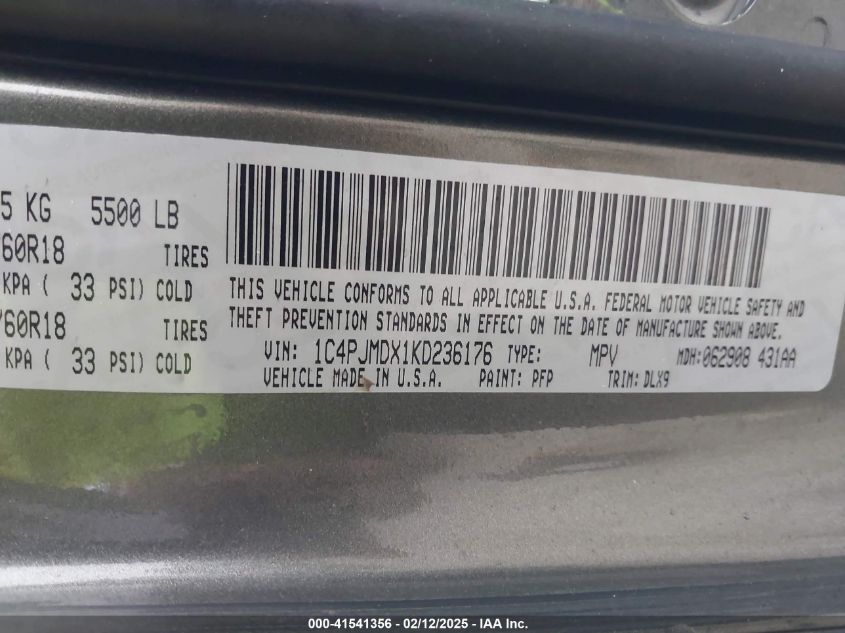 5 KG 5500 LB
60R18 TIRES
KPA ( 33 PSI) COLD
/60R18 TIRES
KPA ( 33 PSI) COLD
THIS VEHICLE CONFORMS TO ALL APPLICABLE U.S.A. FEDERAL MOTOR VEHICLE SAFETY AND
THEFT PREVENTION STANDARDS IN EFFECT ON THE DATE OF MANUFACTURE SHOWN ABOVE.
VIN: 1C4PJMDX1KD236176 TYPE: MPV MDH:062908 431AA
VEHICLE MADE IN U.S.A. PAINT: PFP TRIM: DLX9
000-41541356 - 02/12/2025 - IAA Inc.